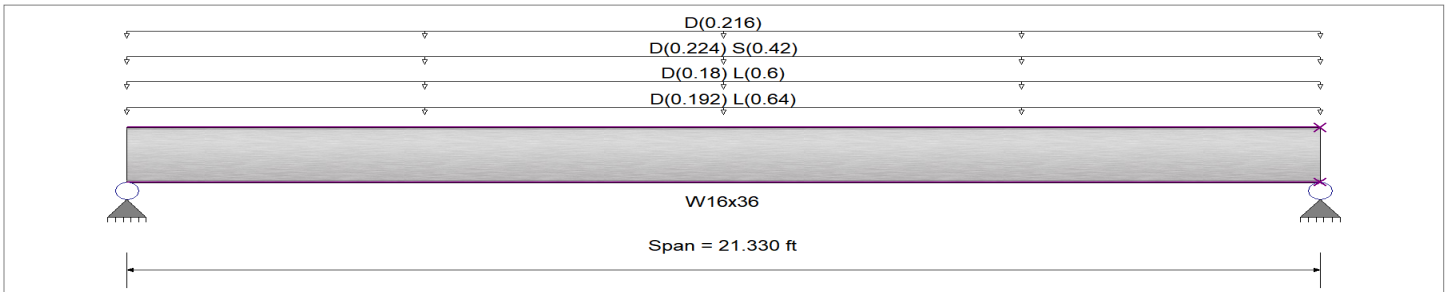 D(0.216)
D(0.224) S(0.42)
D(0.18) L(0.6)
D(0.192) L(0.64)
W16x36
Span = 21.330 ft